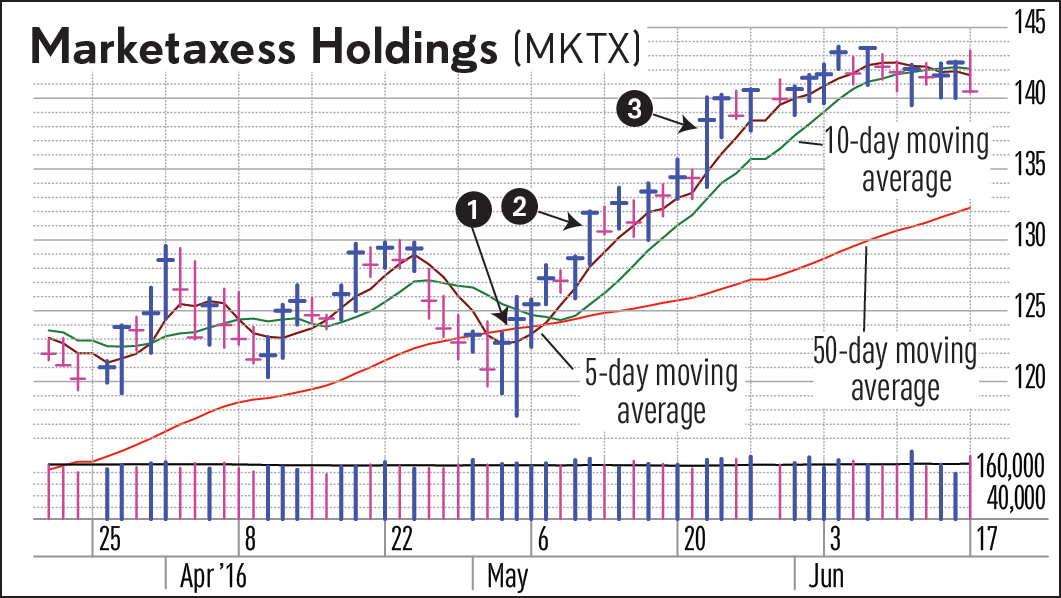 Marketaxess Holdings (MKTX)
145
140
135
130
125
120
3
1 2
10-day moving
average
50-day moving
average
5-day moving
average
160,000
40,000
25 8 22 6 20 3 17
Apr ’16 May Jun